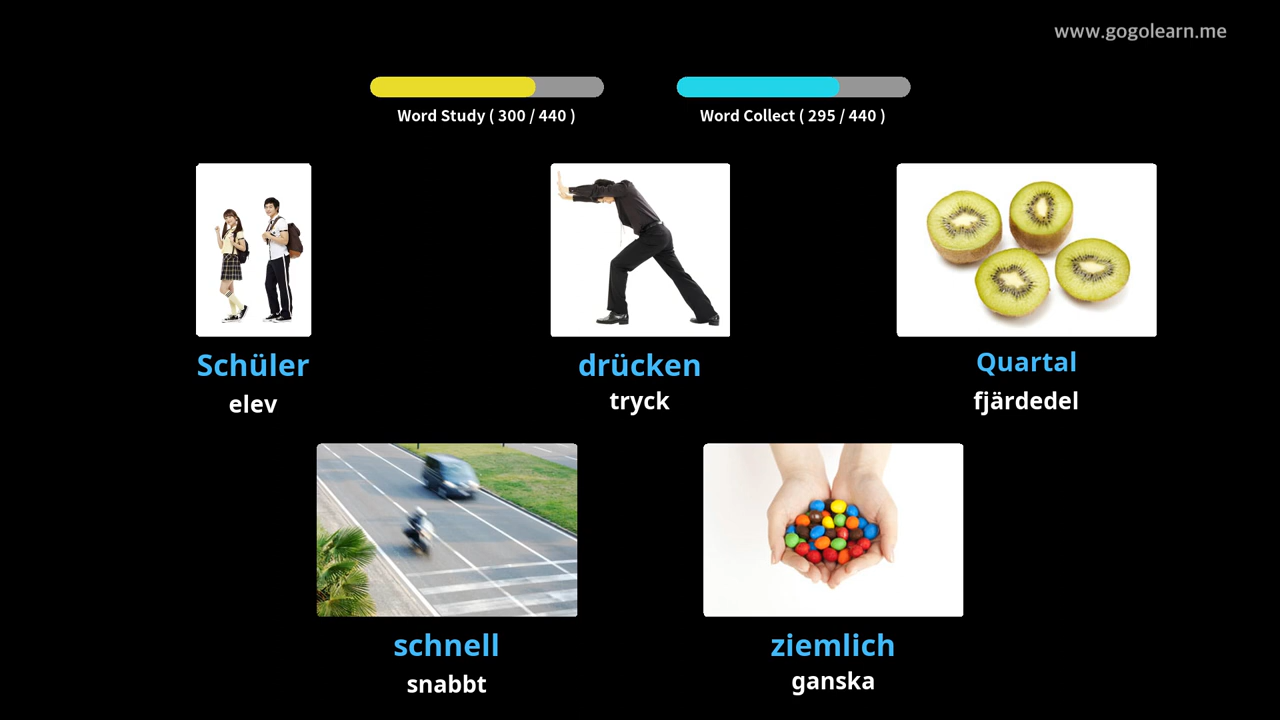 www.gogolearn.me
Word Study ( 300 / 440 )
Word Collect ( 295 / 440 )
Schüler
elev
drücken
tryck
Quartal
fjärdedel
schnell
snabbt
ziemlich
ganska